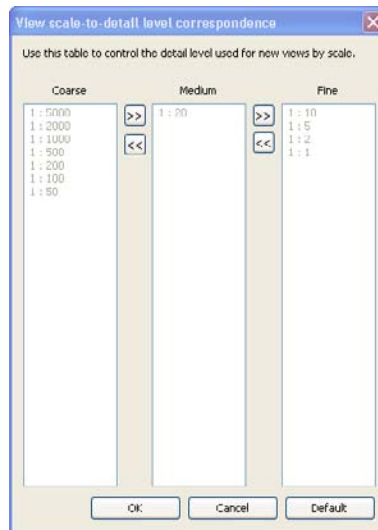 View scale-to-detail level correspondence
Use this table to control the detail level used for new views by scale.
Coarse Medium Fine
1 : 5000
1 : 2000
1 : 1000
1 : 500
1 : 200
1 : 100
1 : 50
>>
<<
1 : 20
>>
<<
1 : 10
1 : 5
1 : 2
1 : 1
OK Cancel Default